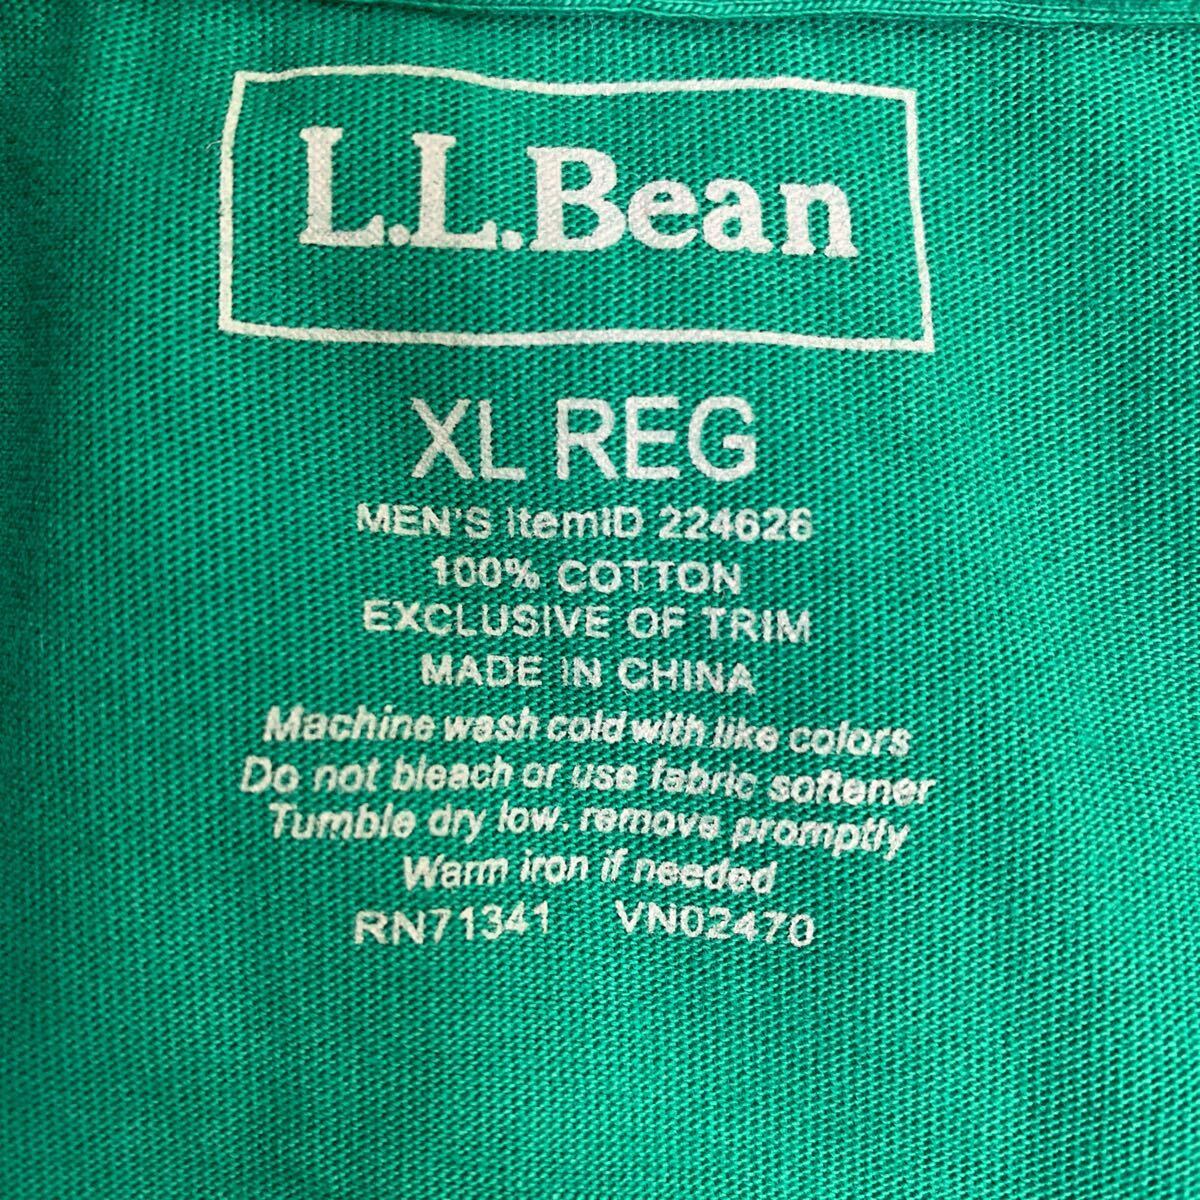 L.L.Bean
XL REG
MEN'S ItemID 224626
100% COTTON
EXCLUSIVE OF TRIM
MADE IN CHINA
Machine wash cold with like colors
Do not bleach or use fabric softener
Tumble dry low, remove promptly
Warm iron if needed
RN71341 VN02470